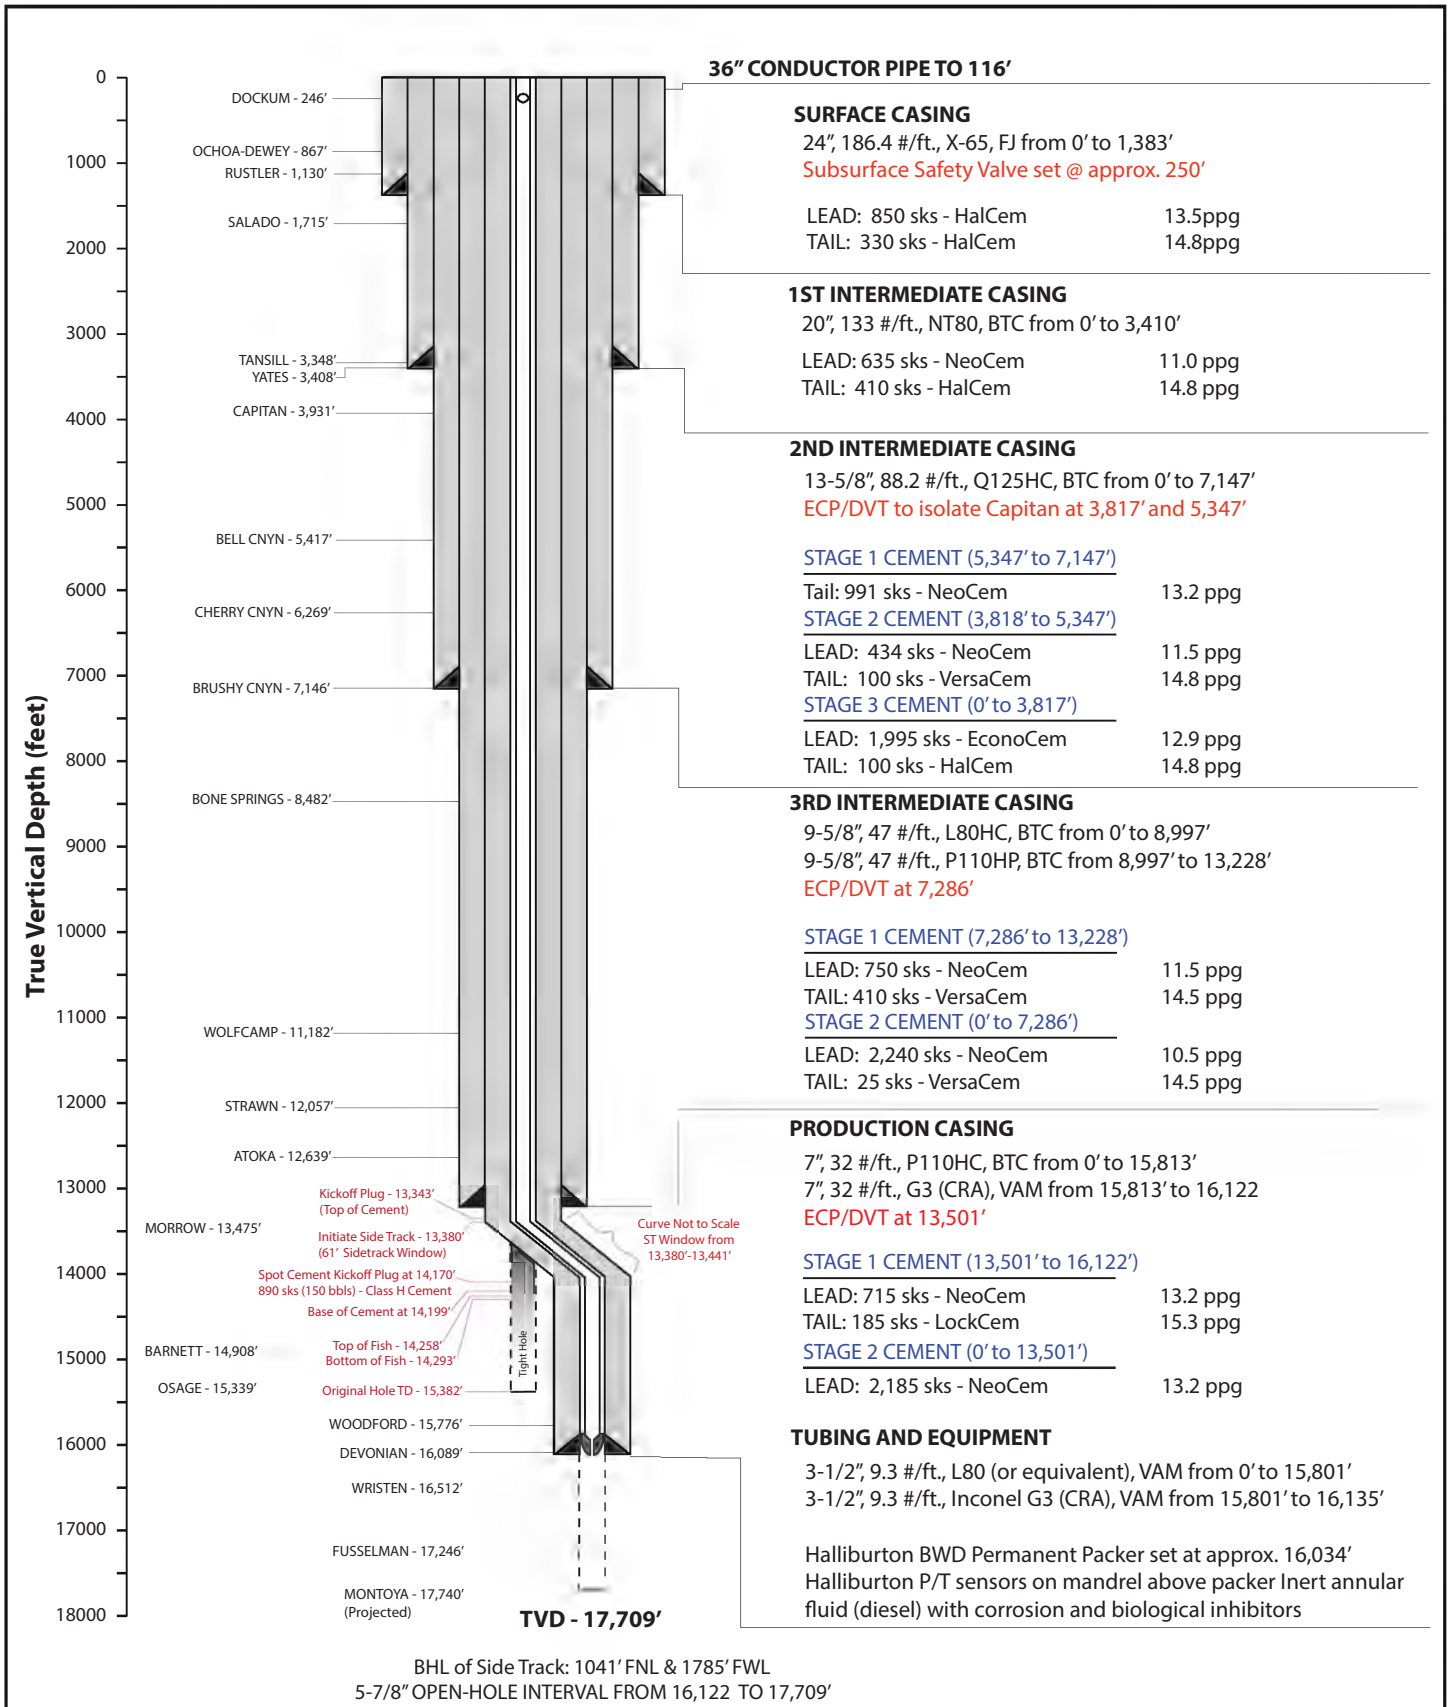 36” CONDUCTOR PIPE TO 116’
SURFACE CASING
24”, 186.4 #/ft., X-65, FJ from 0’ to 1,383’
Subsurface Safety Valve set @ approx. 250’
LEAD: 850 sks - HalCem 13.5ppg
TAIL: 330 sks - HalCem 14.8ppg
1ST INTERMEDIATE CASING
20”, 133 #/ft., NT80, BTC from 0’ to 3,410’
LEAD: 635 sks - NeoCem 11.0 ppg
TAIL: 410 sks - HalCem 14.8 ppg
2ND INTERMEDIATE CASING
13-5/8”, 88.2 #/ft., Q125HC, BTC from 0’ to 7,147’
ECP/DVT to isolate Capitan at 3,817’ and 5,347’
STAGE 1 CEMENT (5,347’ to 7,147’)
Tail: 991 sks - NeoCem 13.2 ppg
STAGE 2 CEMENT (3,818’ to 5,347’)
LEAD: 434 sks - NeoCem 11.5 ppg
TAIL: 100 sks - VersaCem 14.8 ppg
STAGE 3 CEMENT (0’ to 3,817’)
LEAD: 1,995 sks - EconoCem 12.9 ppg
TAIL: 100 sks - HalCem 14.8 ppg
3RD INTERMEDIATE CASING
9-5/8”, 47 #/ft., L80HC, BTC from 0’ to 8,997’
9-5/8”, 47 #/ft., P110HP, BTC from 8,997’ to 13,228’
ECP/DVT at 7,286’
STAGE 1 CEMENT (7,286’ to 13,228’)
LEAD: 750 sks - NeoCem 11.5 ppg
TAIL: 410 sks - VersaCem 14.5 ppg
STAGE 2 CEMENT (0’ to 7,286’)
LEAD: 2,240 sks - NeoCem 10.5 ppg
TAIL: 25 sks - VersaCem 14.5 ppg
PRODUCTION CASING
7”, 32 #/ft., P110HC, BTC from 0’ to 15,813’
7”, 32 #/ft., G3 (CRA), VAM from 15,813’ to 16,122
ECP/DVT at 13,501’
STAGE 1 CEMENT (13,501’ to 16,122’)
LEAD: 715 sks - NeoCem 13.2 ppg
TAIL: 185 sks - LockCem 15.3 ppg
STAGE 2 CEMENT (0’ to 13,501’)
LEAD: 2,185 sks - NeoCem 13.2 ppg
TUBING AND EQUIPMENT
3-1/2”, 9.3 #/ft., L80 (or equivalent), VAM from 0’ to 15,801’
3-1/2”, 9.3 #/ft., Inconel G3 (CRA), VAM from 15,801’ to 16,135’
Halliburton BWD Permanent Packer set at approx. 16,034’
Halliburton P/T sensors on mandrel above packer Inert annular
fluid (diesel) with corrosion and biological inhibitors
True Vertical Depth (feet)
0
1000
2000
3000
4000
5000
6000
7000
8000
9000
10000
11000
12000
13000
14000
15000
16000
17000
18000
DOCKUM - 246’
OCHOA-DEWEY - 867’
RUSTLER - 1,130’
SALADO - 1,715’
TANSILL - 3,348’
YATES - 3,408’
CAPITAN - 3,931’
BELL CNYN - 5,417’
CHERRY CNYN - 6,269’
BRUSHY CNYN - 7,146’
BONE SPRINGS - 8,482’
WOLFCAMP - 11,182’
STRAWN - 12,057’
ATOKA - 12,639’
MORROW - 13,475’
BARNETT - 14,908’
OSAGE - 15,339’
WOODFORD - 15,776’
DEVONIAN - 16,089’
WRISTEN - 16,512’
FUSSELMAN - 17,246’
MONTOYA - 17,740’
(Projected)
Kickoff Plug - 13,343’
(Top of Cement)
Initiate Side Track - 13,380’
(61’ Sidetrack Window)
Spot Cement Kickoff Plug at 14,170’
890 sks (150 bbls) - Class H Cement
Base of Cement at 14,199’
Top of Fish - 14,258’
Bottom of Fish - 14,293’
Original Hole TD - 15,382’
Tight Hole
Curve Not to Scale
ST Window from
13,380’-13,441’
TVD - 17,709’
BHL of Side Track: 1041’ FNL & 1785’ FWL
5-7/8” OPEN-HOLE INTERVAL FROM 16,122 TO 17,709’